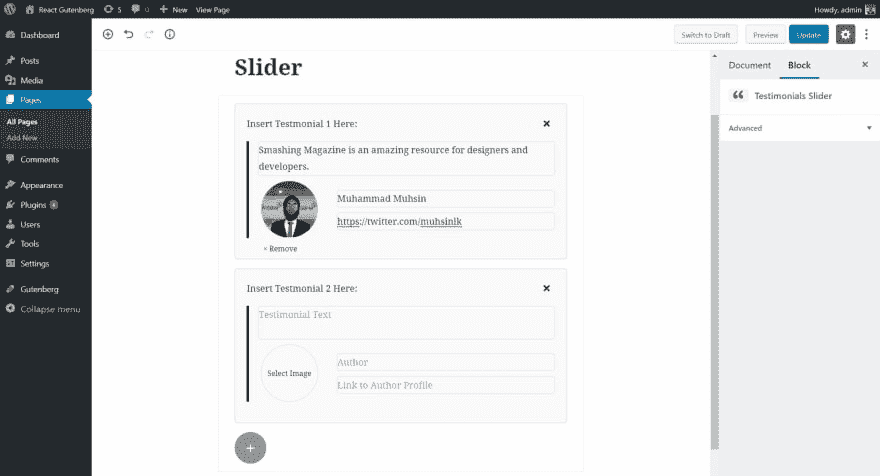 React Gutenberg 5 0 + New View Page Howdy, admin
Dashboard
Posts
Media
Pages
All Pages
Add New
Comments
Appearance
Plugins
Users
Tools
Settings
Gutenberg
Collapse menu
Switch to Draft Preview Update
Slider
Insert Testmonial 1 Here: ×
Smashing Magazine is an amazing resource for designers and
developers.
Muhammad Muhsin
https://twitter.com/muhsinlk
× Remove
Insert Testmonial 2 Here: ×
Testimonial Text
Select Image
Author
Link to Author Profile
+
Document Block ×
Testimonials Slider
Advanced